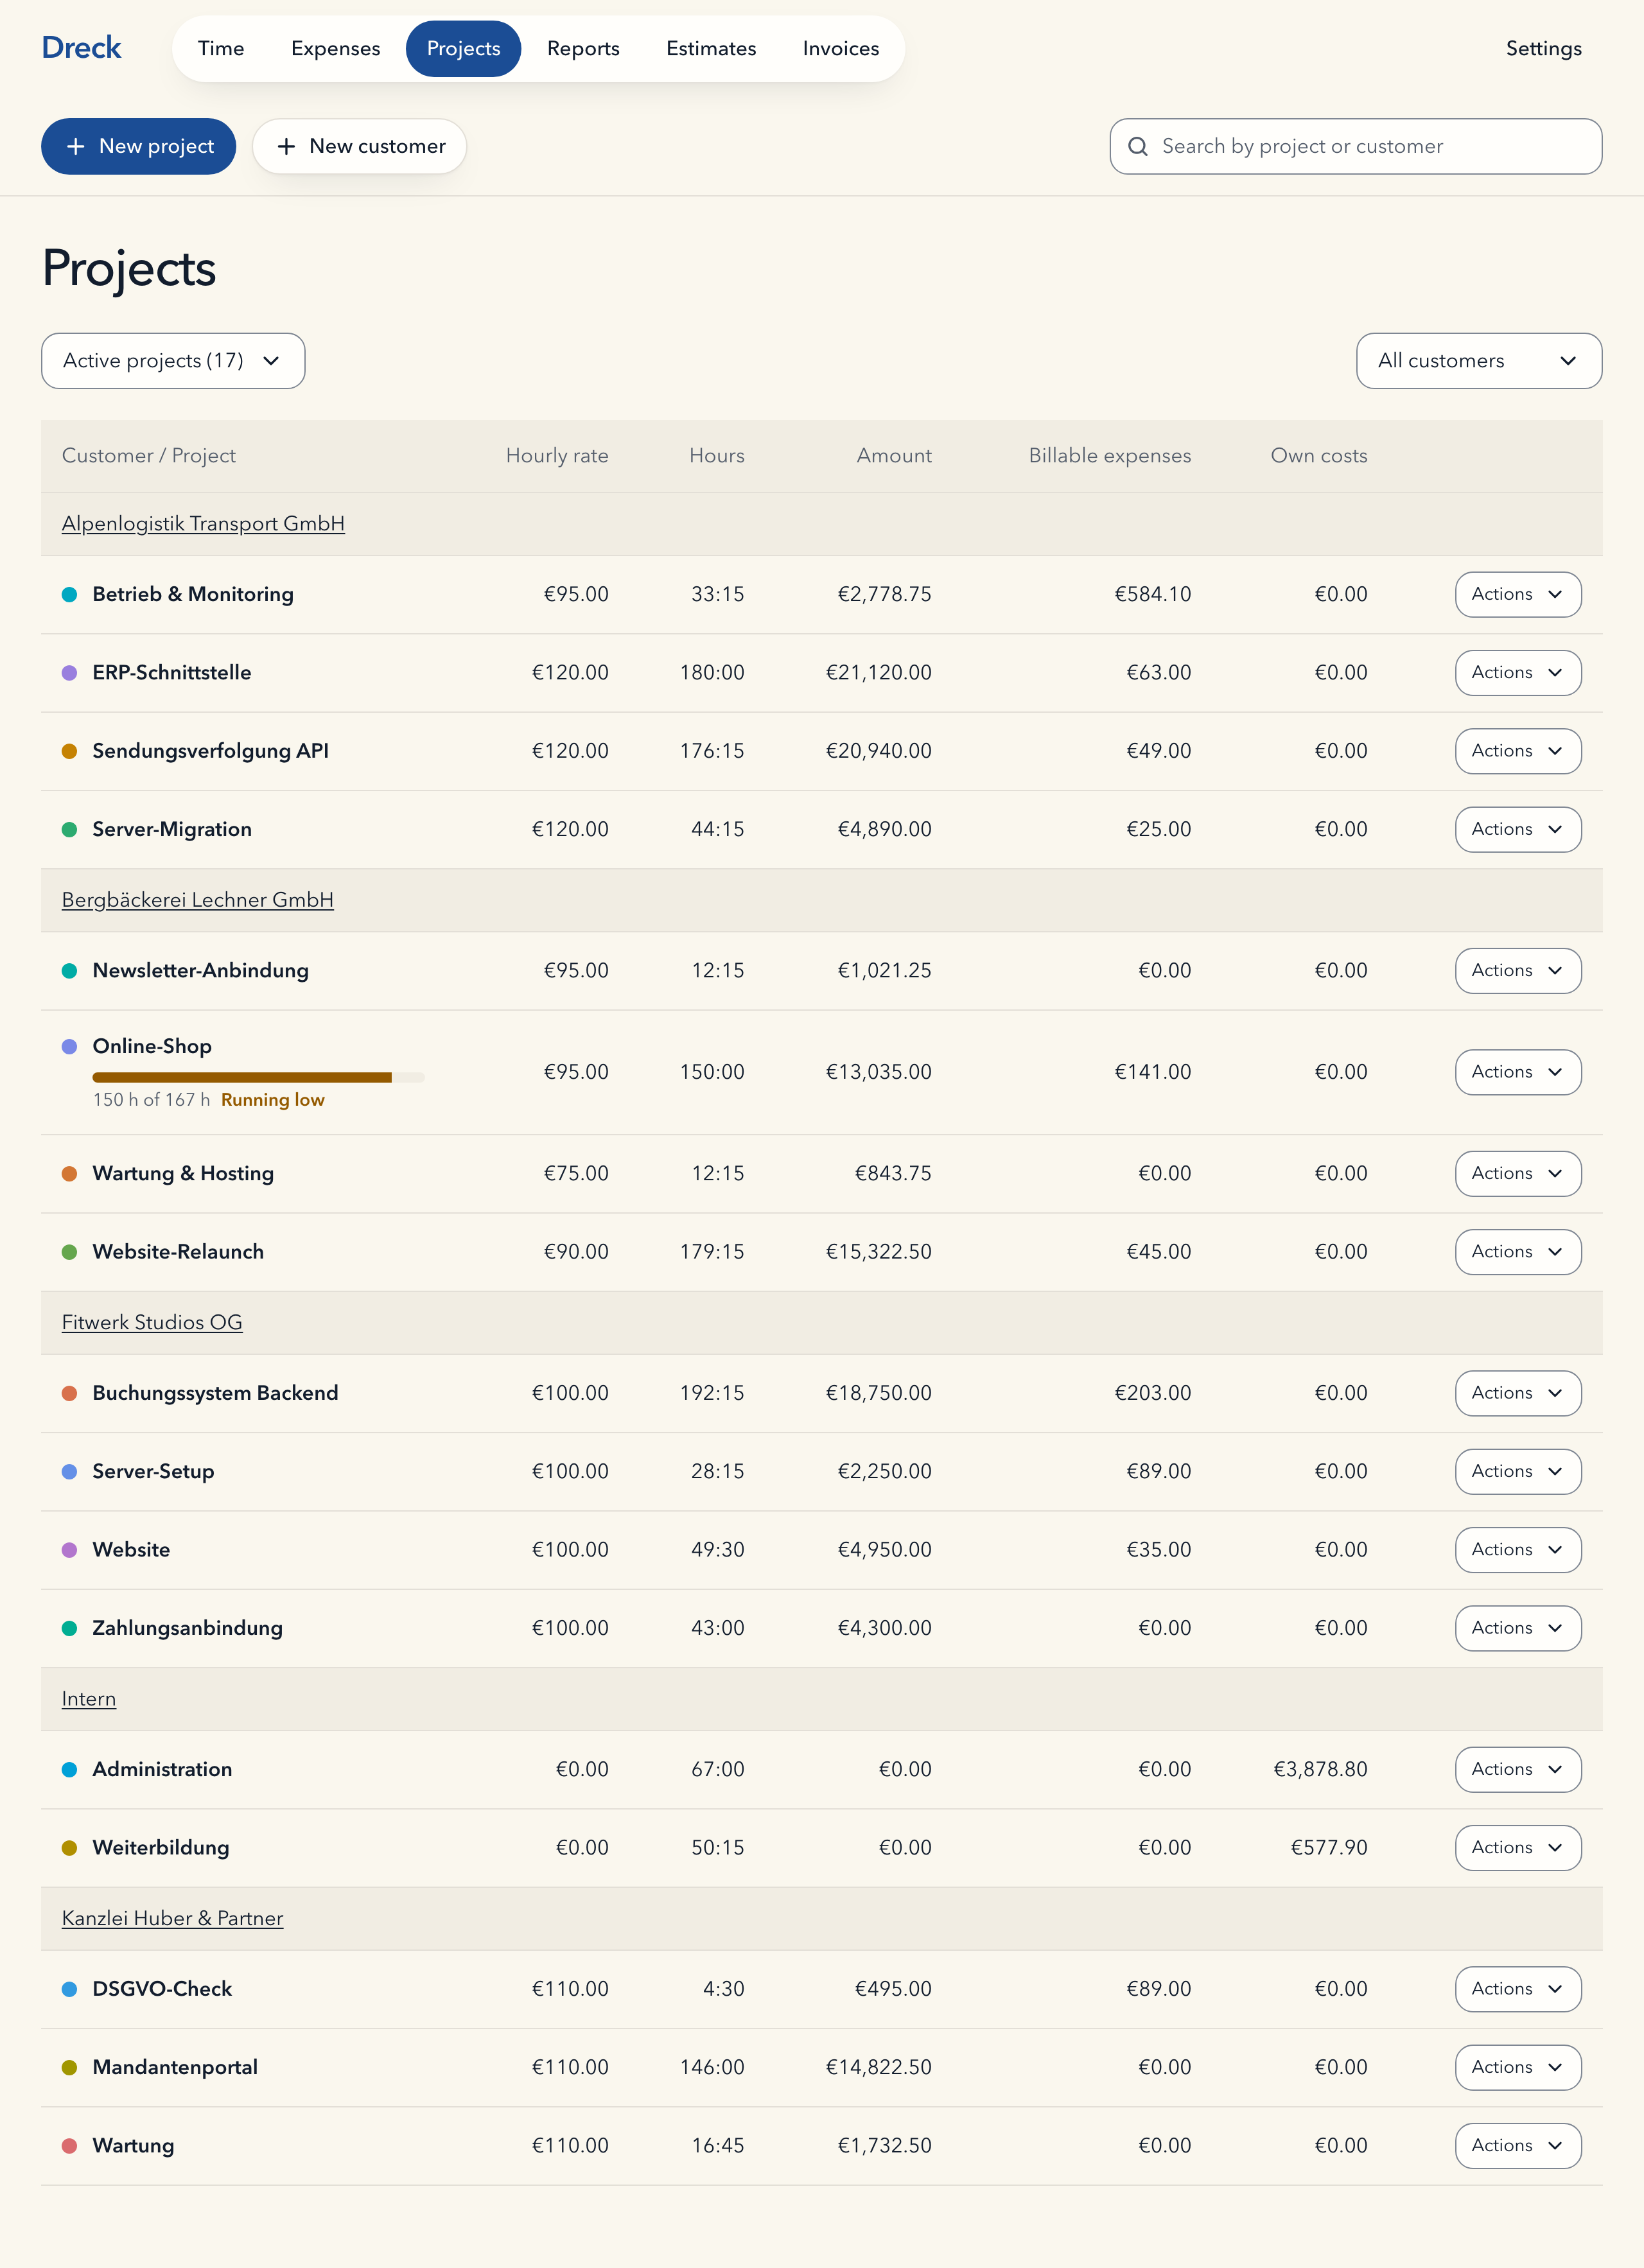 Dreck Time Expenses Projects Reports Estimates Invoices Settings
New project New customer Search by project or customer
Projects
Active projects (17) All customers
Customer / Project Hourly rate Hours Amount Billable expenses Own costs
Alpenlogistik Transport GmbH
Betrieb & Monitoring €95.00 33:15 €2,778.75 €584.10 €0.00 Actions
ERP-Schnittstelle €120.00 180:00 €21,120.00 €63.00 €0.00 Actions
Sendungsverfolgung API €120.00 176:15 €20,940.00 €49.00 €0.00 Actions
Server-Migration €120.00 44:15 €4,890.00 €25.00 €0.00 Actions
Bergbäckerei Lechner GmbH
Newsletter-Anbindung €95.00 12:15 €1,021.25 €0.00 €0.00 Actions
Online-Shop €95.00 150:00 €13,035.00 €141.00 €0.00 Actions
150 h of 167 h Running low
Wartung & Hosting €75.00 12:15 €843.75 €0.00 €0.00 Actions
Website-Relaunch €90.00 179:15 €15,322.50 €45.00 €0.00 Actions
Fitwerk Studios OG
Buchungssystem Backend €100.00 192:15 €18,750.00 €203.00 €0.00 Actions
Server-Setup €100.00 28:15 €2,250.00 €89.00 €0.00 Actions
Website €100.00 49:30 €4,950.00 €35.00 €0.00 Actions
Zahlungsanbindung €100.00 43:00 €4,300.00 €0.00 €0.00 Actions
Intern
Administration €0.00 67:00 €0.00 €0.00 €3,878.80 Actions
Weiterbildung €0.00 50:15 €0.00 €0.00 €577.90 Actions
Kanzlei Huber & Partner
DSGVO-Check €110.00 4:30 €495.00 €89.00 €0.00 Actions
Mandantenportal €110.00 146:00 €14,822.50 €0.00 €0.00 Actions
Wartung €110.00 16:45 €1,732.50 €0.00 €0.00 Actions